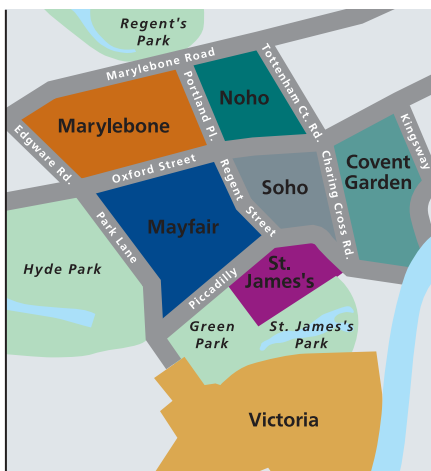 Regent's
Park
Marylebone Road
Tottenham Ct. Rd.
Portland Pl.
Noho
Marylebone
Kingsway
Edgware Rd.
Oxford Street
Regent Street
Soho
Charing Cross Rd.
Covent
Garden
Park Lane
Mayfair
Hyde Park
Piccadilly
St.
James's
Green
Park
St. James's
Park
Victoria